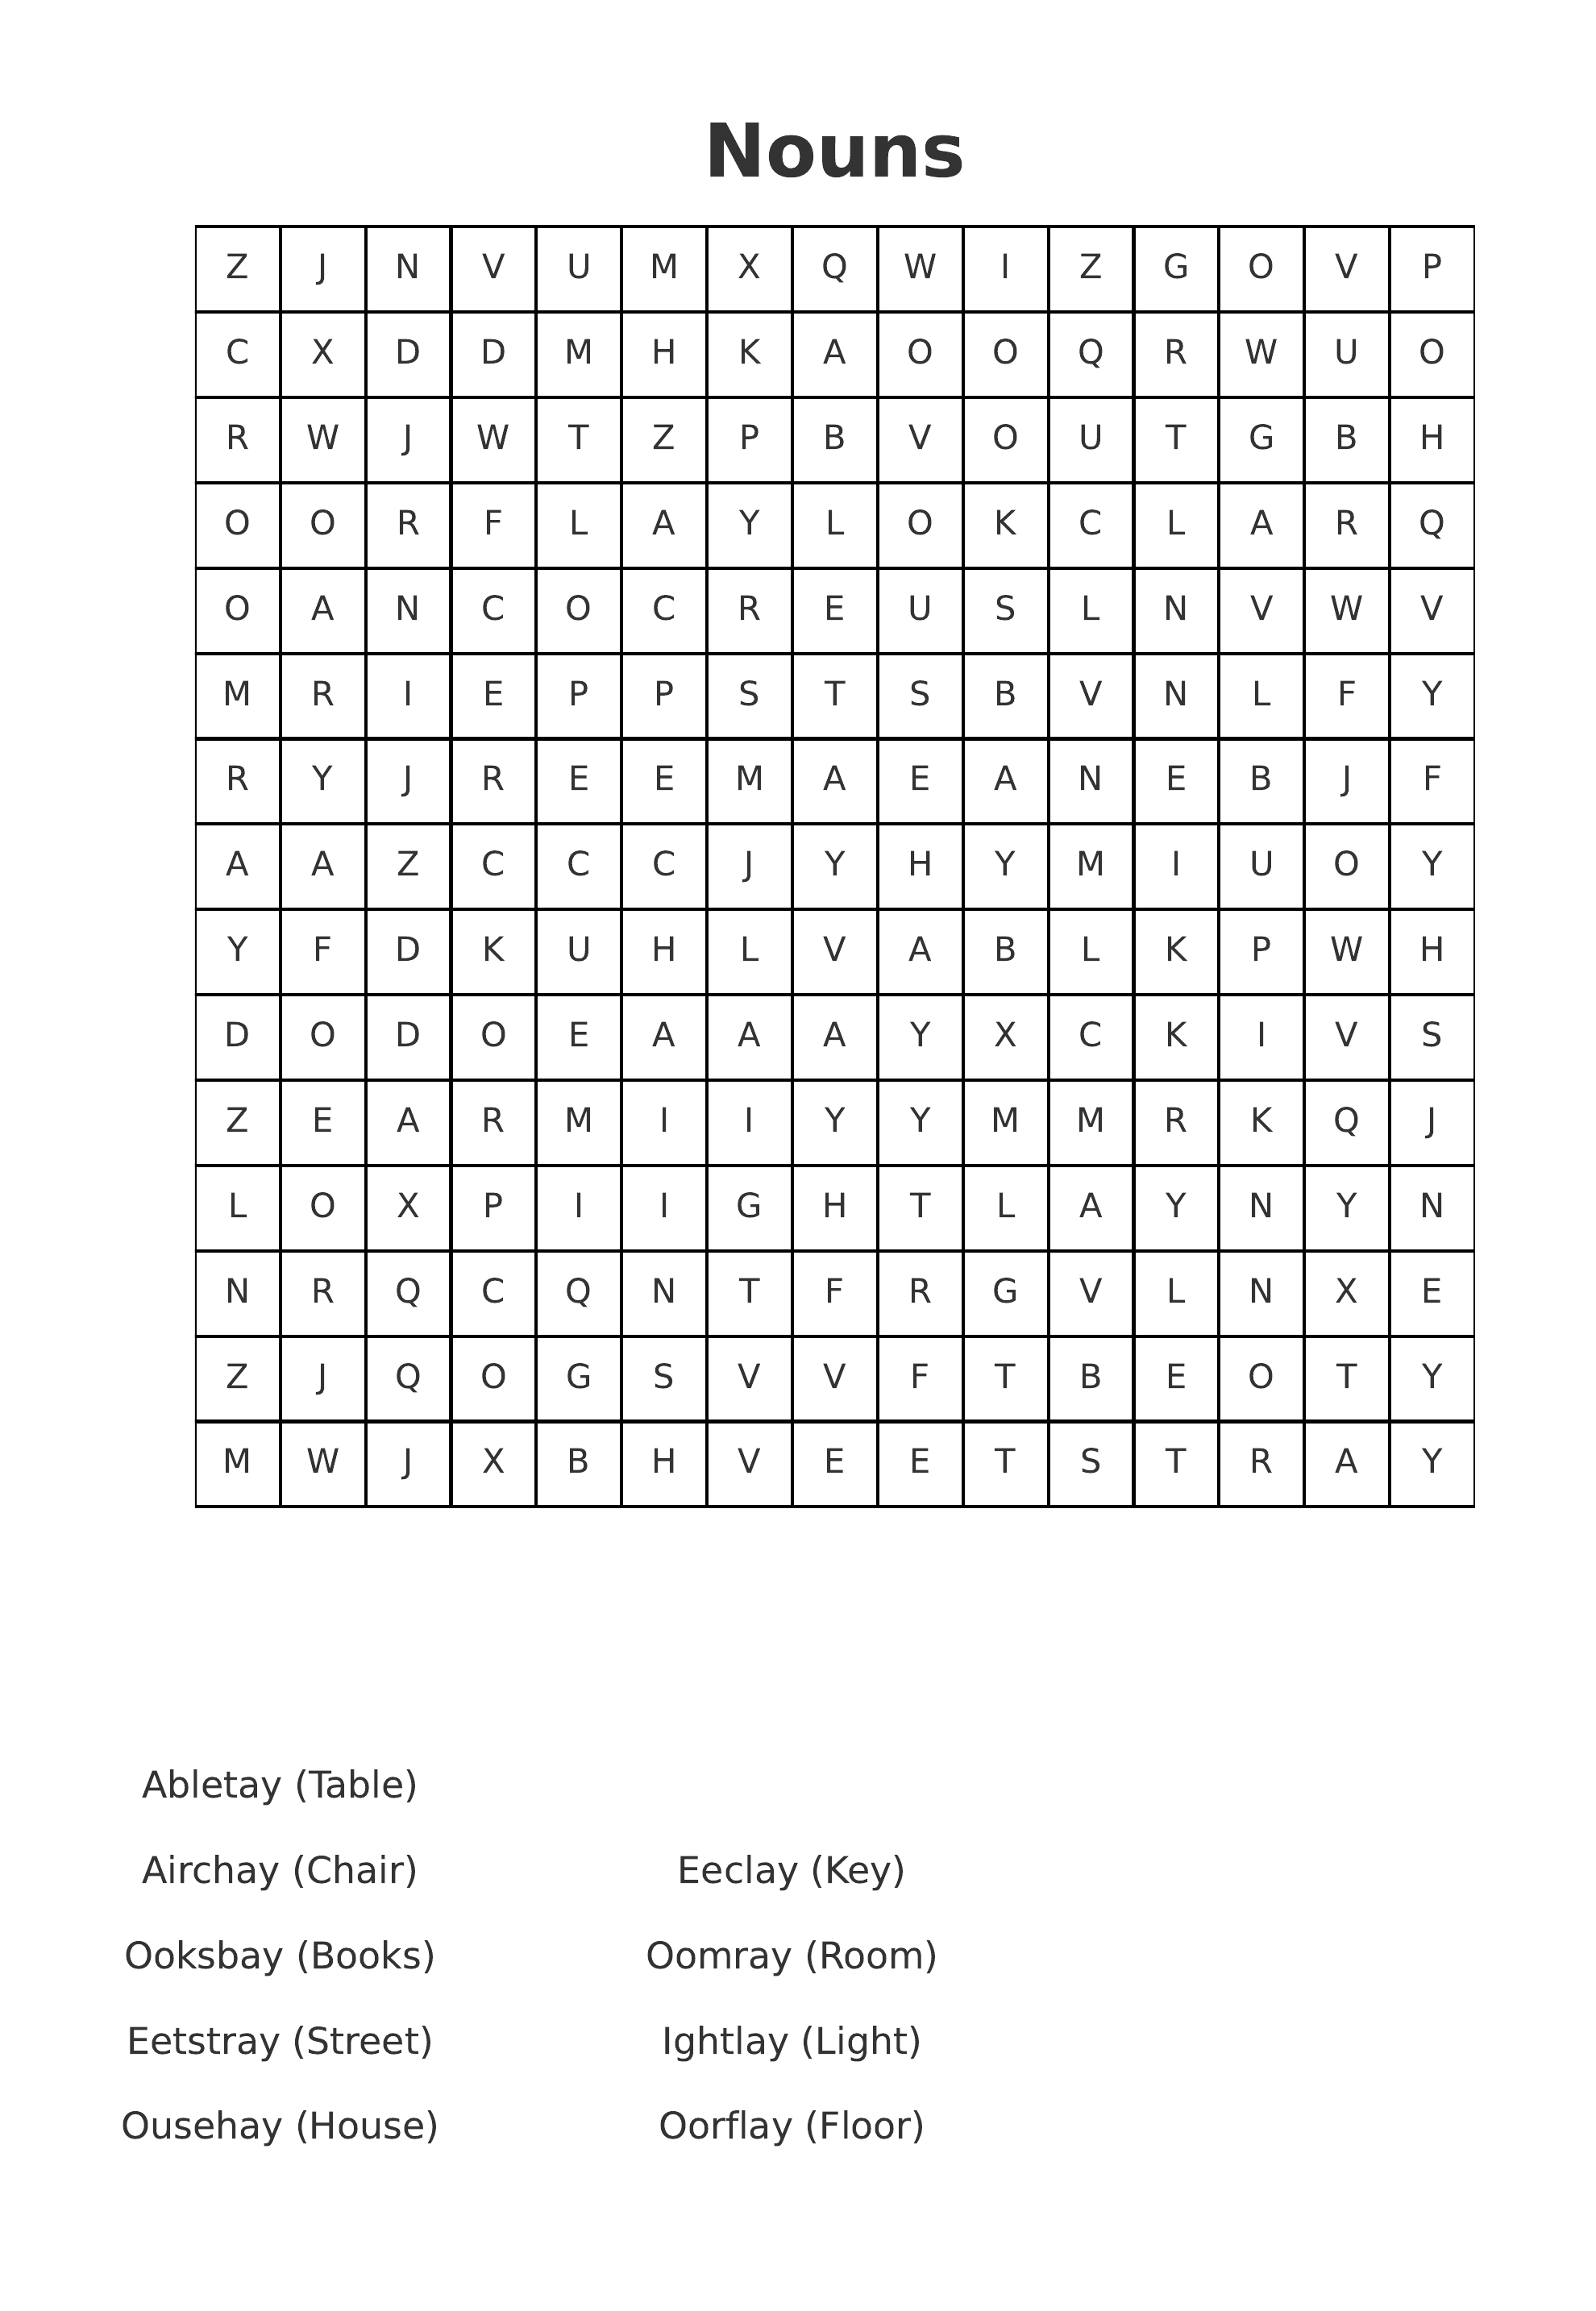 Nouns
Z J N V U M X Q W I Z G O V P
C X D D M H K A O O Q R W U O
R W J W T Z P B V O U T G B H
O O R F L A Y L O K C L A R Q
O A N C O C R E U S L N V W V
M R I E P P S T S B V N L F Y
R Y J R E E M A E A N E B J F
A A Z C C C J Y H Y M I U O Y
Y F D K U H L V A B L K P W H
D O D O E A A A Y X C K I V S
Z E A R M I I Y Y M M R K Q J
L O X P I I G H T L A Y N Y N
N R Q C Q N T F R G V L N X E
Z J Q O G S V V F T B E O T Y
M W J X B H V E E T S T R A Y
Abletay (Table)
Airchay (Chair) Eeclay (Key)
Ooksbay (Books) Oomray (Room)
Eetstray (Street) Ightlay (Light)
Ousehay (House) Oorflay (Floor)